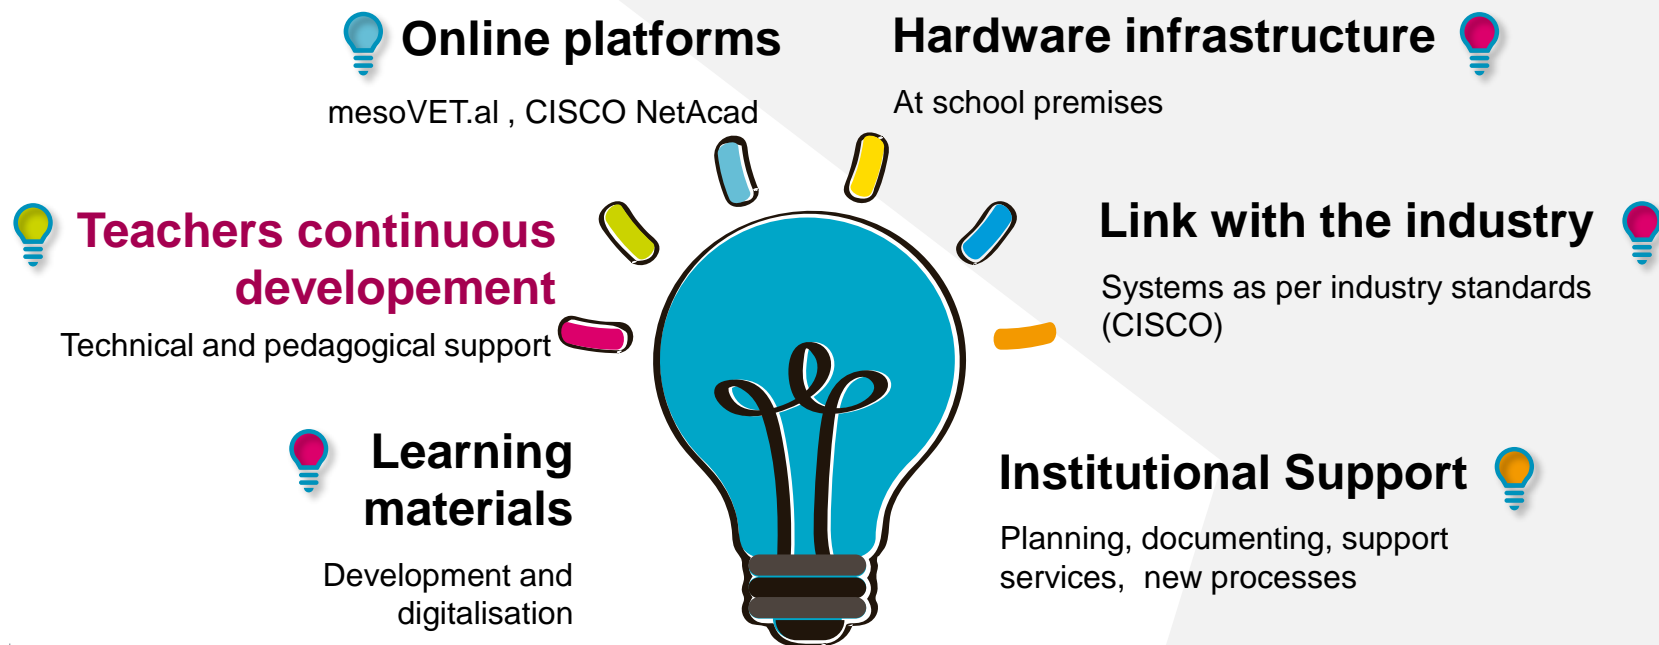 Online platforms
mesoVET.al , CISCO NetAcad
Hardware infrastructure
At school premises
Teachers continuous
developement
Technical and pedagogical support
Link with the industry
Systems as per industry standards
(CISCO)
Learning
materials
Development and
digitalisation
Institutional Support
Planning, documenting, support
services,  new processes